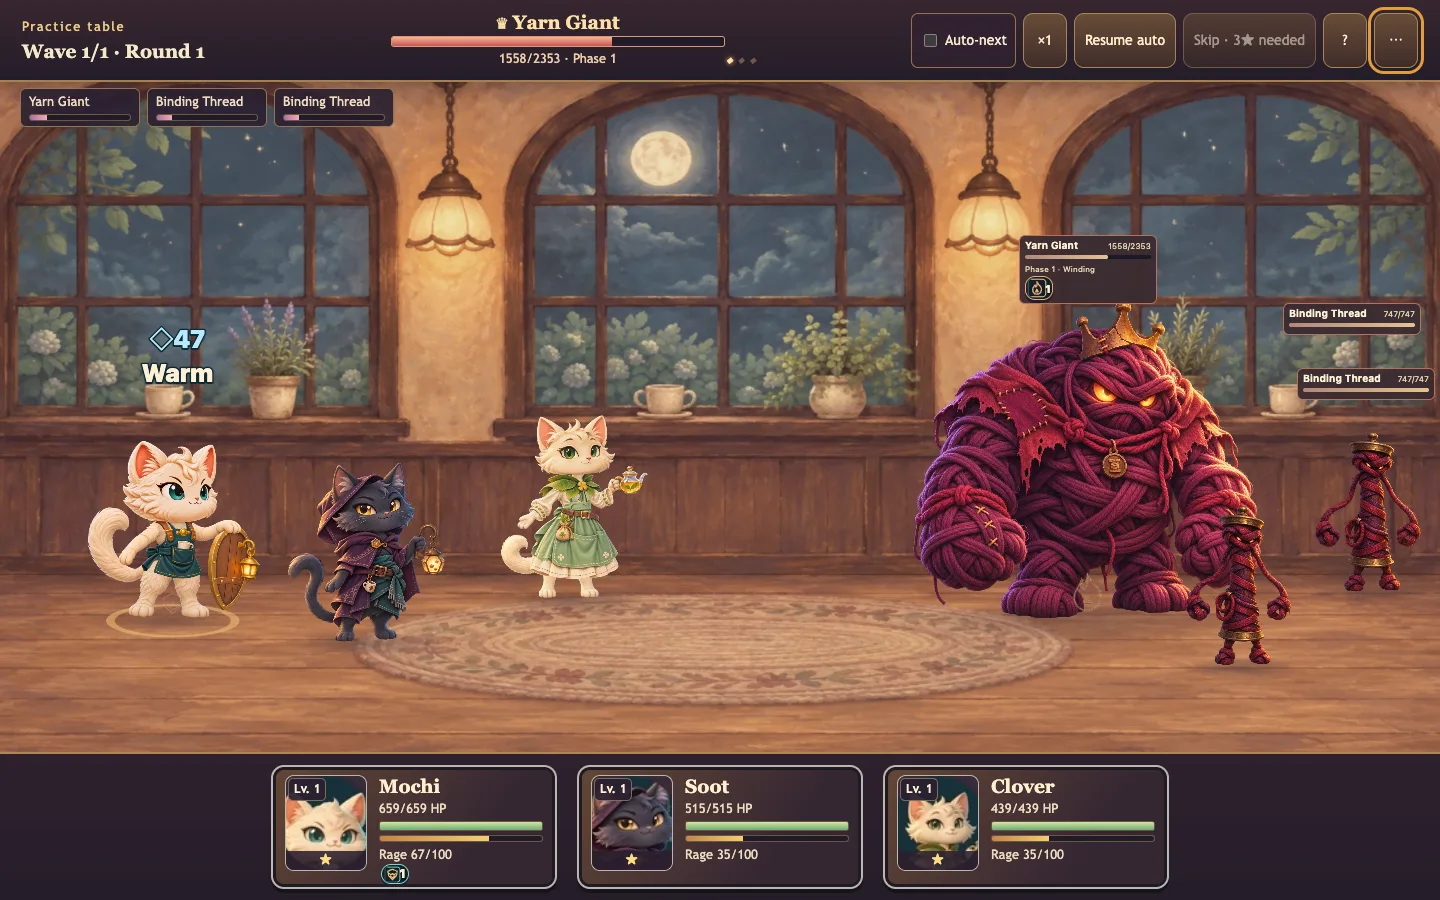 Practice table
Wave 1/1 · Round 1
♛ Yarn Giant
1558/2353 · Phase 1
Auto-next
×1
Resume auto
Skip · 3★ needed
?
...
Yarn Giant
Binding Thread
Binding Thread
Yarn Giant 1558/2353
Phase 1 · Winding
1
Binding Thread 747/747
Binding Thread 747/747
◇47
Warm
Lv. 1
Mochi
659/659 HP
Rage 67/100
1
Lv. 1
Soot
515/515 HP
Rage 35/100
Lv. 1
Clover
439/439 HP
Rage 35/100